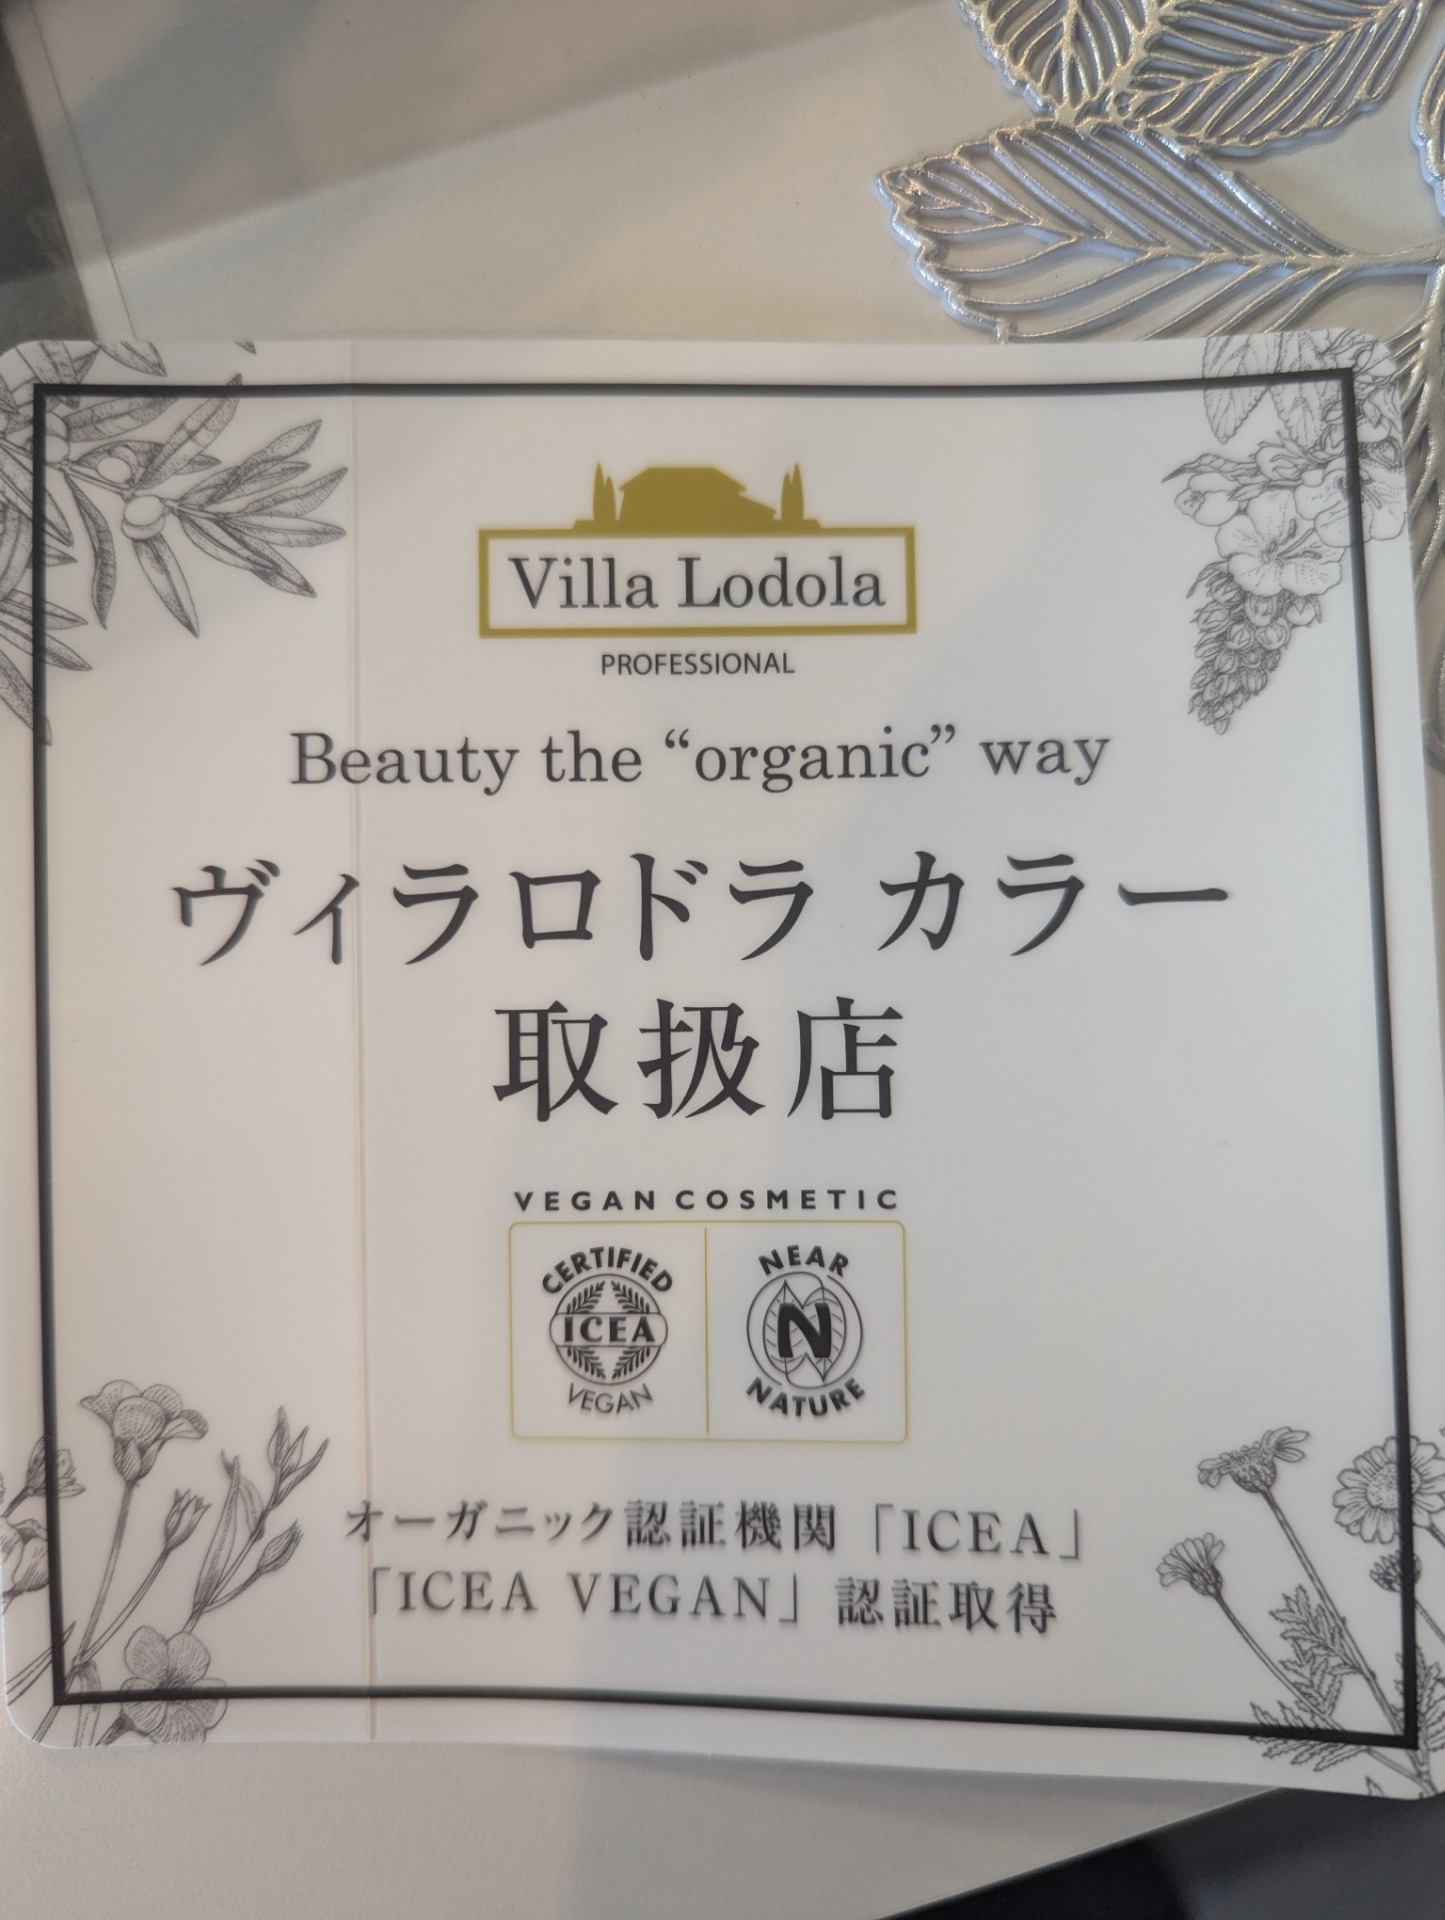 Villa Lodola
PROFESSIONAL
Beauty the “organic” way
ヴィラロドラ カラー
取扱店
VEGAN COSMETIC
CERTIFIED
ICEA
VEGAN
NEAR
N
NATURE
オーガニック認証機関「ICEA」
「ICEA VEGAN」認証取得